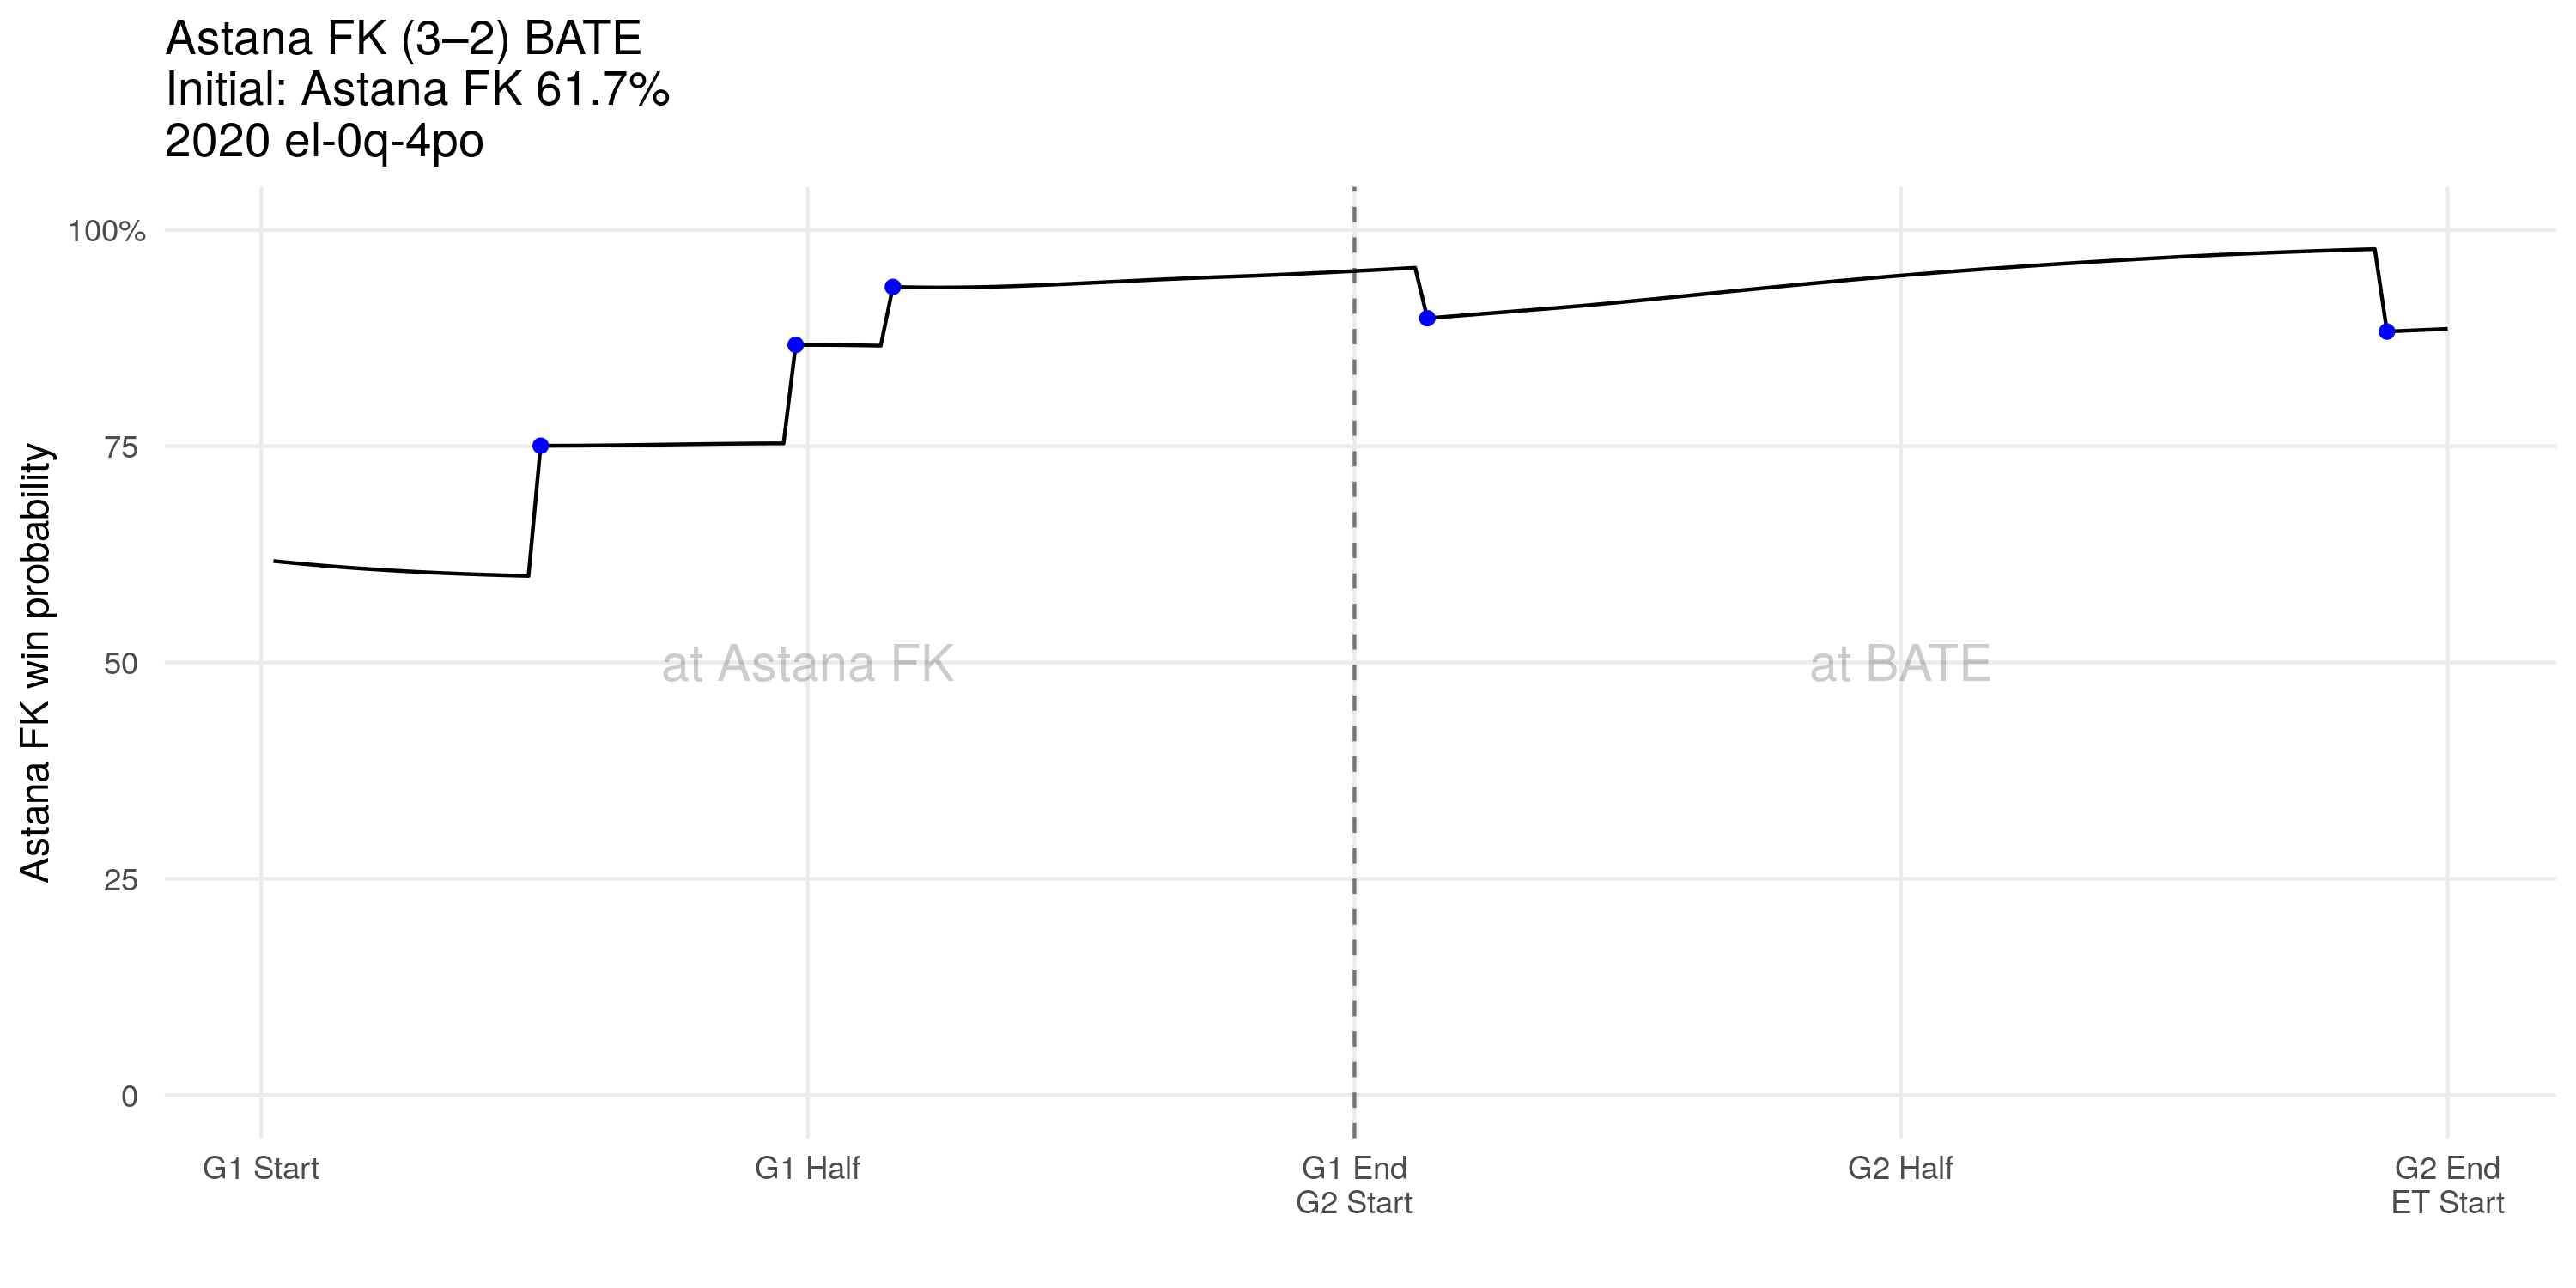 Astana FK (3–2) BATE
Initial: Astana FK 61.7%
2020 el-0q-4po
Astana FK win probability
100%
75
50
25
0
at Astana FK
at BATE
G1 Start
G1 Half
G1 End
G2 Start
G2 Half
G2 End
ET Start